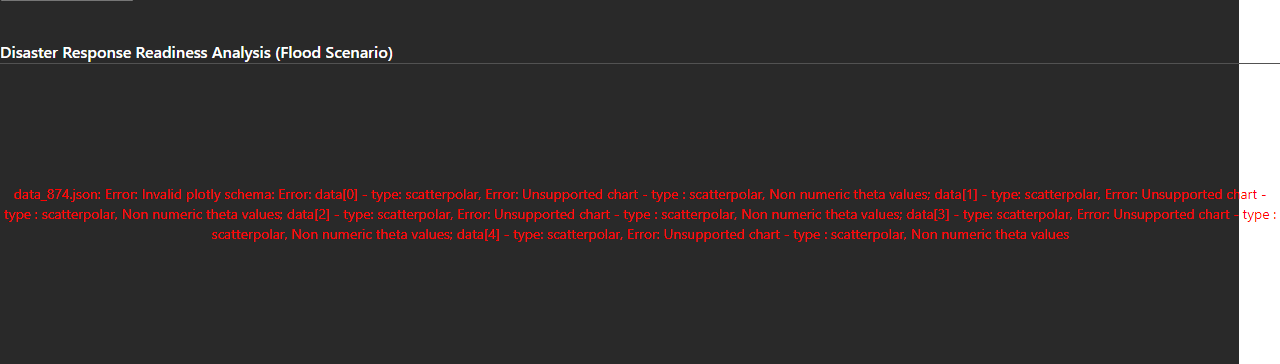 Disaster Response Readiness Analysis (Flood Scenario)
data_874.json: Error: Invalid plotly schema: Error: data[0] - type: scatterpolar, Error: Unsupported chart - type : scatterpolar, Non numeric theta values; data[1] - type: scatterpolar, Error: Unsupported chart -
type : scatterpolar, Non numeric theta values; data[2] - type: scatterpolar, Error: Unsupported chart - type : scatterpolar, Non numeric theta values; data[3] - type: scatterpolar, Error: Unsupported chart - type :
scatterpolar, Non numeric theta values; data[4] - type: scatterpolar, Error: Unsupported chart - type : scatterpolar, Non numeric theta values